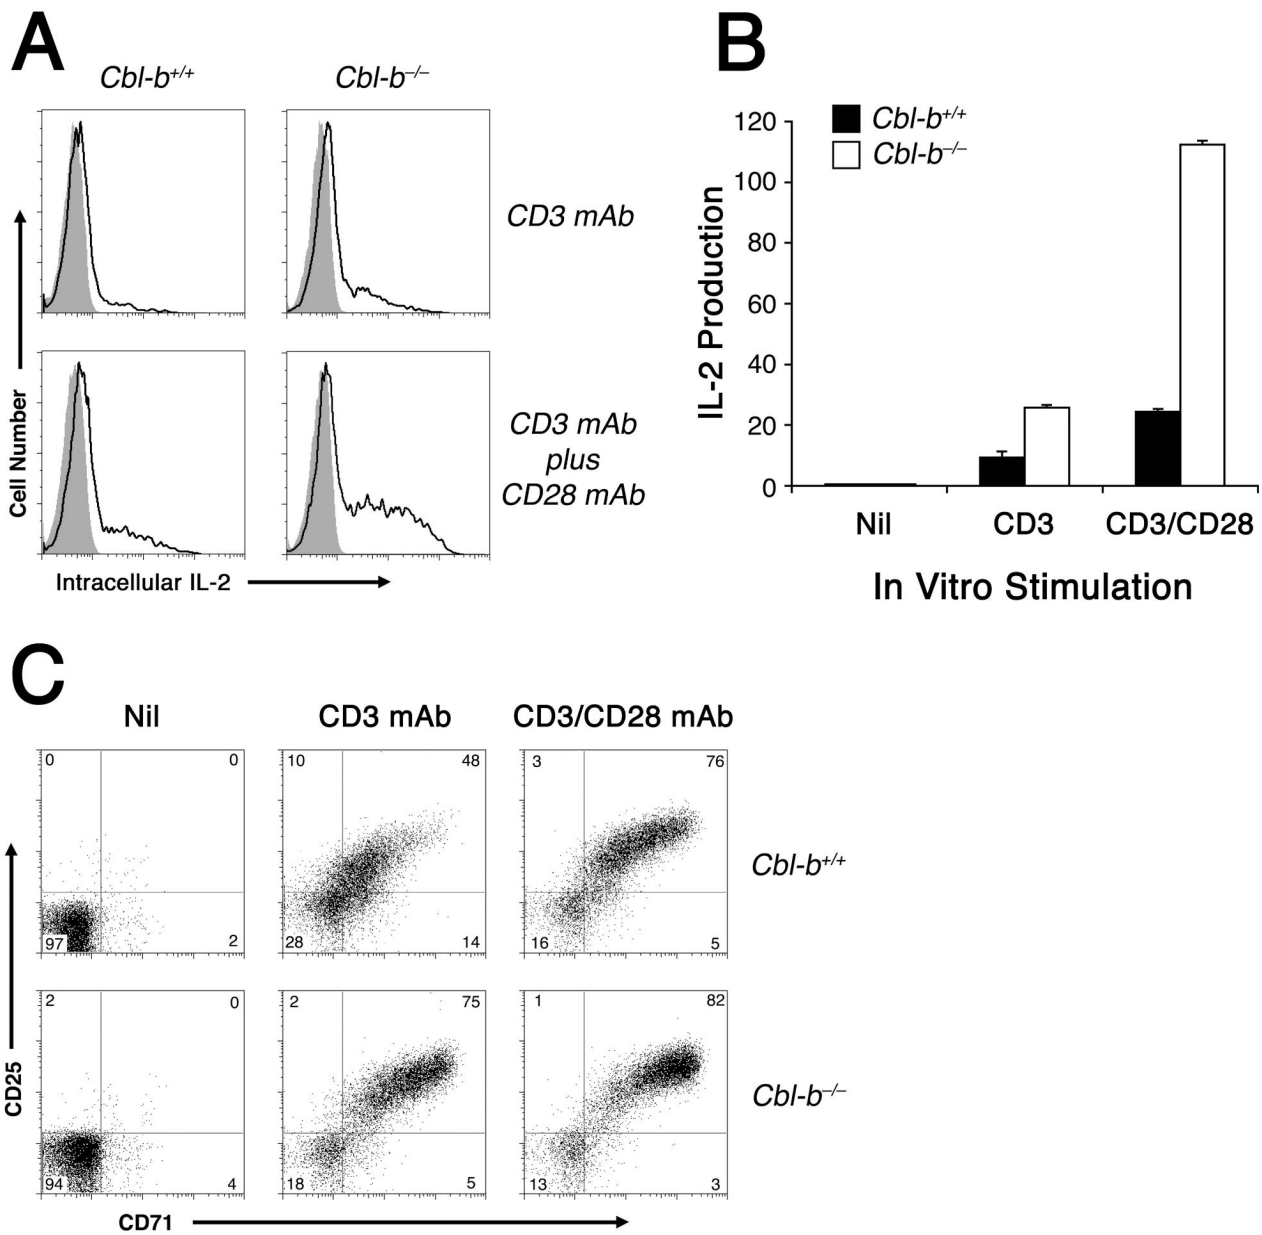 A
Cbl-b+/+
Cbl-b–/–
CD3 mAb
CD3 mAb
plus
CD28 mAb
Cell Number
Intracellular IL-2
B
Cbl-b+/+
Cbl-b–/–
120
100
80
60
40
20
0
IL-2 Production
Nil
CD3
CD3/CD28
In Vitro Stimulation
C
Nil
CD3 mAb
CD3/CD28 mAb
0
0
97
2
10
48
28
14
3
76
16
5
Cbl-b+/+
2
0
94
4
2
75
18
5
1
82
13
3
Cbl-b–/–
CD25
CD71